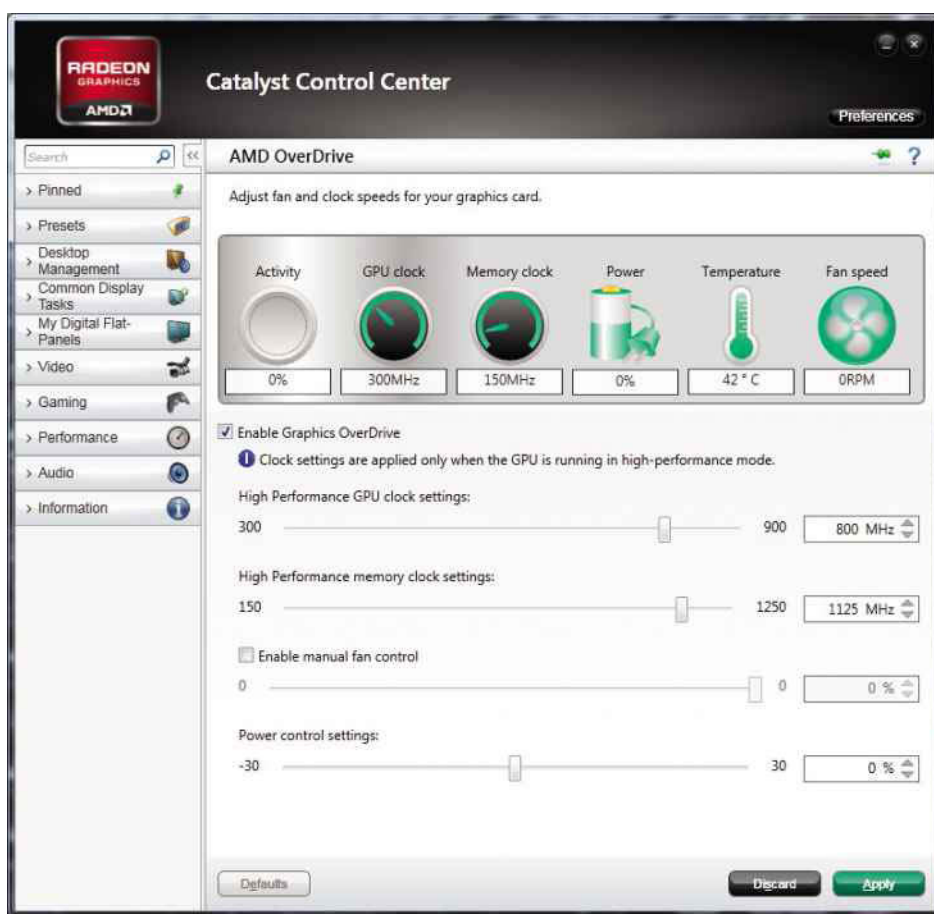 RADEON
GRAPHICS
AMD
Catalyst Control Center
Preferences
Search
<<
AMD OverDrive
?
> Pinned
> Presets
> Desktop
Management
> Common Display
Tasks
> My Digital Flat-
Panels
> Video
> Gaming
> Performance
> Audio
> Information
Adjust fan and clock speeds for your graphics card.
Activity GPU clock Memory clock Power Temperature Fan speed
0% 300MHz 150MHz 0% 42 ° C 0RPM
Enable Graphics OverDrive
Clock settings are applied only when the GPU is running in high-performance mode.
High Performance GPU clock settings:
300 900 800 MHz
High Performance memory clock settings:
150 1250 1125 MHz
Enable manual fan control
0 0 0 %
Power control settings:
-30 30 0 %
Defaults Discard Apply